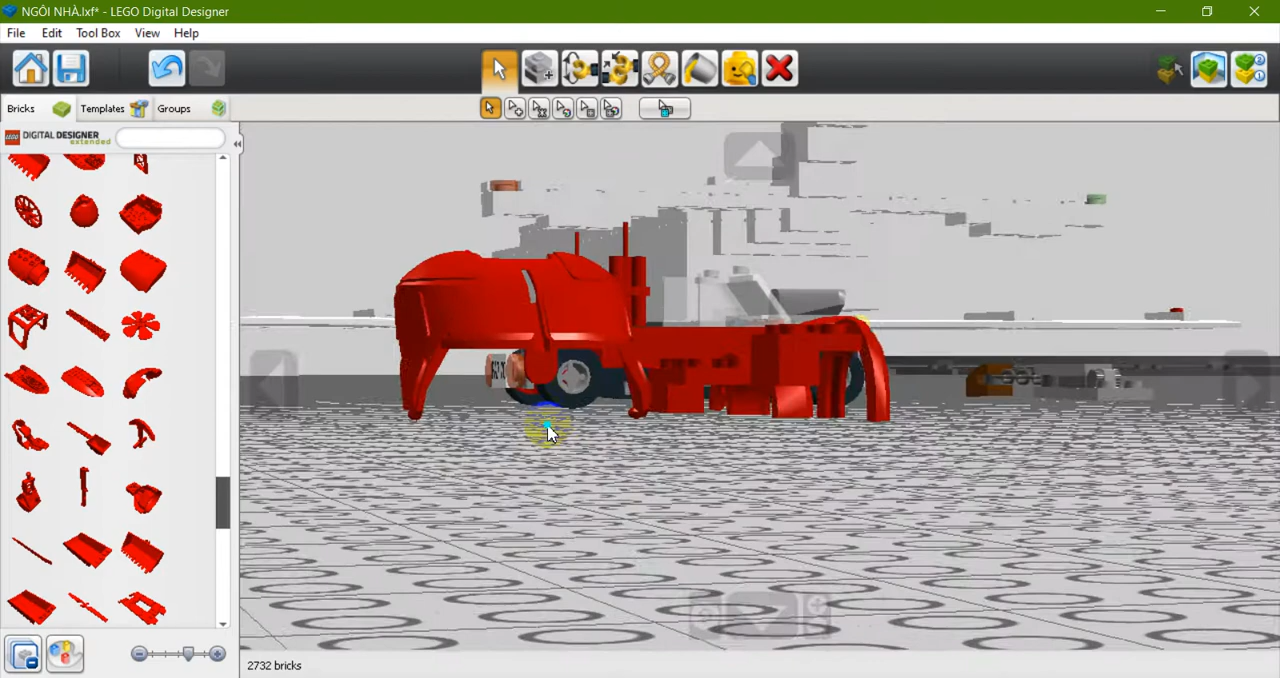 NGÔI NHÀ.lxf* - LEGO Digital Designer
File Edit Tool Box View Help
Bricks Templates Groups
LEGO DIGITAL DESIGNER
extended
2732 bricks